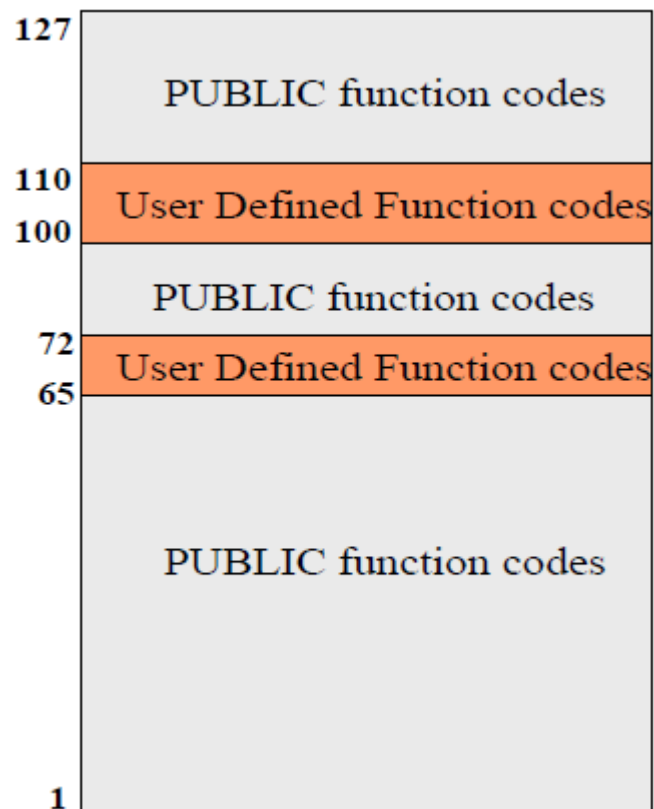 127
PUBLIC function codes
110
User Defined Function codes
100
PUBLIC function codes
72
User Defined Function codes
65
PUBLIC function codes
1